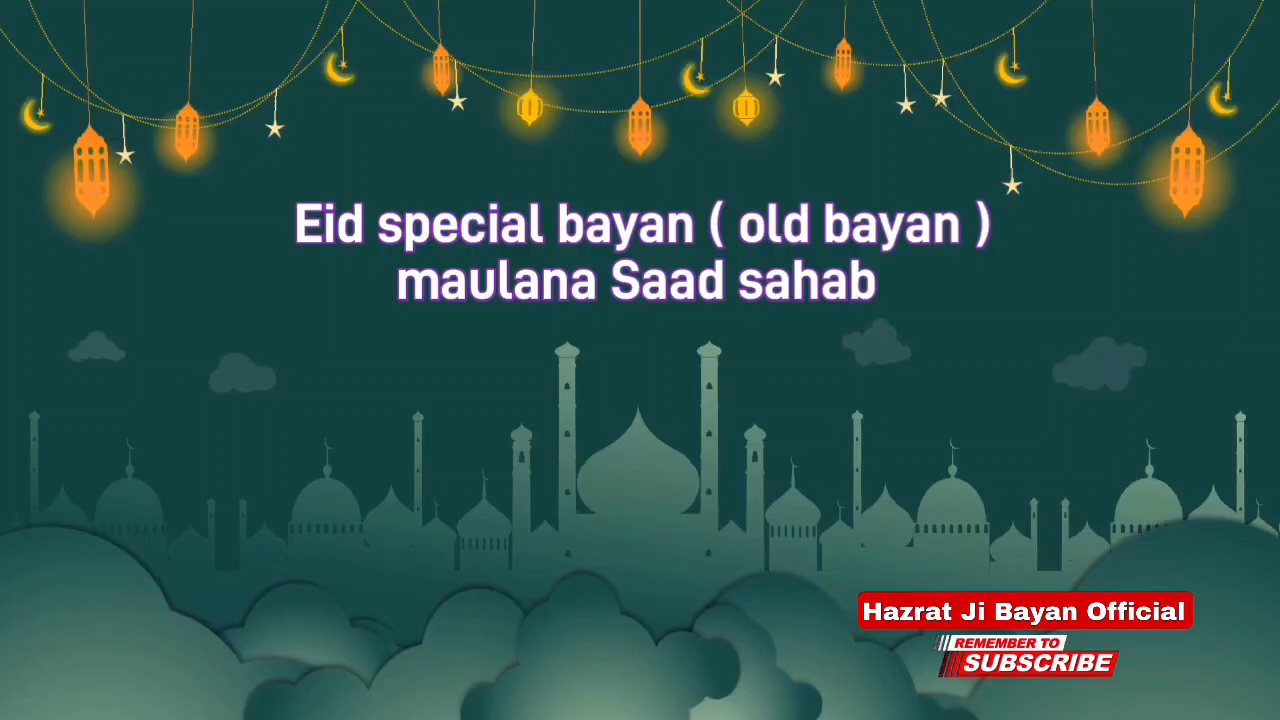 Eid special bayan ( old bayan )
maulana Saad sahab
Hazrat Ji Bayan Official
REMEMBER TO
SUBSCRIBE